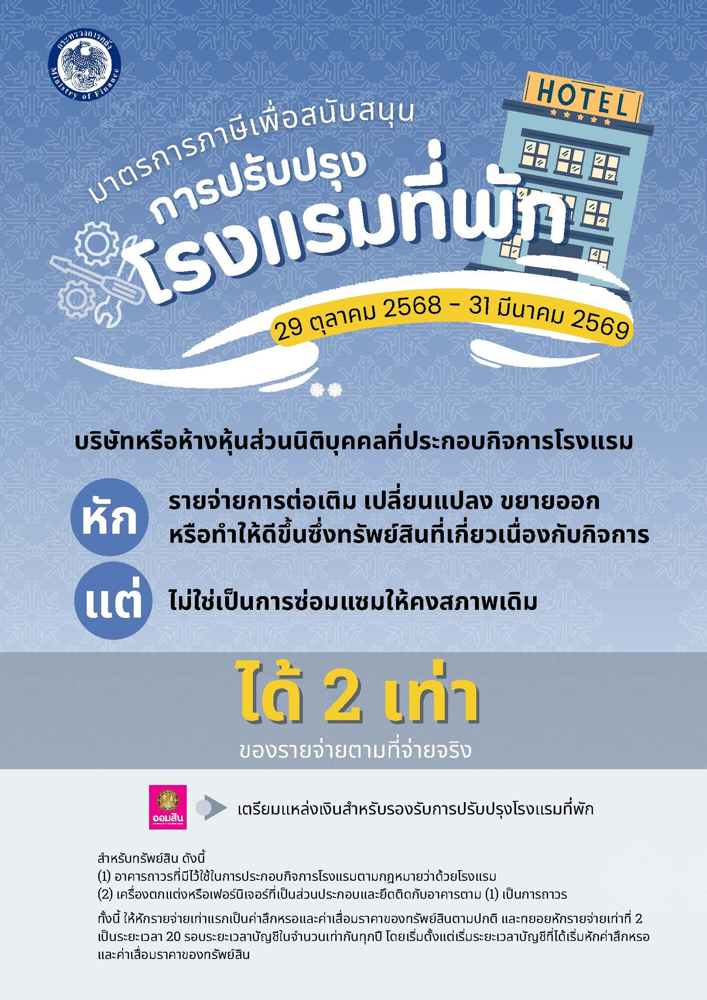 กระทรวงการคลัง
Ministry of Finance
HOTEL
มาตรการภาษีเพื่อสนับสนุน
การปรับปรุง
โรงแรมที่พัก
29 ตุลาคม 2568 - 31 มีนาคม 2569
บริษัทหรือห้างหุ้นส่วนนิติบุคคลที่ประกอบกิจการโรงแรม
หัก
รายจ่ายการต่อเติม เปลี่ยนแปลง ขยายออก
หรือทำให้ดีขึ้นซึ่งทรัพย์สินที่เกี่ยวเนื่องกับกิจการ
แต่
ไม่ใช่เป็นการซ่อมแซมให้คงสภาพเดิม
ได้ 2 เท่า
ของรายจ่ายตามที่จ่ายจริง
ออมสิน
เตรียมแหล่งเงินสำหรับรองรับการปรับปรุงโรงแรมที่พัก
สำหรับทรัพย์สิน ดังนี้
(1) อาคารถาวรที่มีไว้ใช้ในการประกอบกิจการโรงแรมตามกฎหมายว่าด้วยโรงแรม
(2) เครื่องตกแต่งหรือเฟอร์นิเจอร์ที่เป็นส่วนประกอบและยึดติดกับอาคารตาม (1) เป็นการถาวร
ทั้งนี้ ให้หักรายจ่ายเท่าแรกเป็นค่าสึกหรอและค่าเสื่อมราคาของทรัพย์สินตามปกติ และทยอยหักรายจ่ายเท่าที่ 2
เป็นระยะเวลา 20 รอบระยะเวลาบัญชีในจำนวนเท่ากันทุกปี โดยเริ่มตั้งแต่เริ่มระยะเวลาบัญชีที่ได้เริ่มหักค่าสึกหรอ
และค่าเสื่อมราคาของทรัพย์สิน